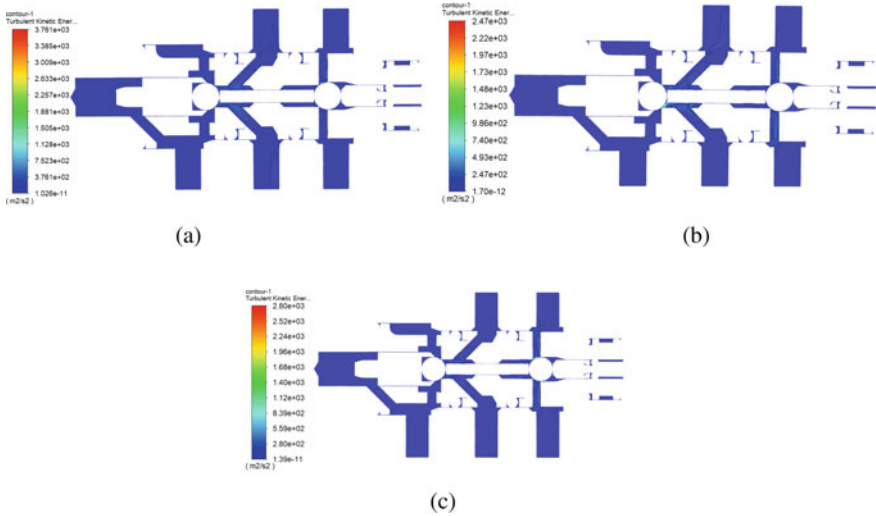 contour-1
Turbulent Kinetic Ener...
3.761e+03
3.385e+03
3.009e+03
2.633e+03
2.257e+03
1.881e+03
1.505e+03
1.128e+03
7.523e+02
3.761e+02
1.026e-11
( m2/s2 )
(a)
contour-1
Turbulent Kinetic Ener...
2.47e+03
2.22e+03
1.97e+03
1.73e+03
1.48e+03
1.23e+03
9.86e+02
7.40e+02
4.93e+02
2.47e+02
1.70e-12
( m2/s2 )
(b)
contour-1
Turbulent Kinetic Ener...
2.80e+03
2.52e+03
2.24e+03
1.96e+03
1.68e+03
1.40e+03
1.12e+03
8.39e+02
5.59e+02
2.80e+02
1.39e-11
( m2/s2 )
(c)